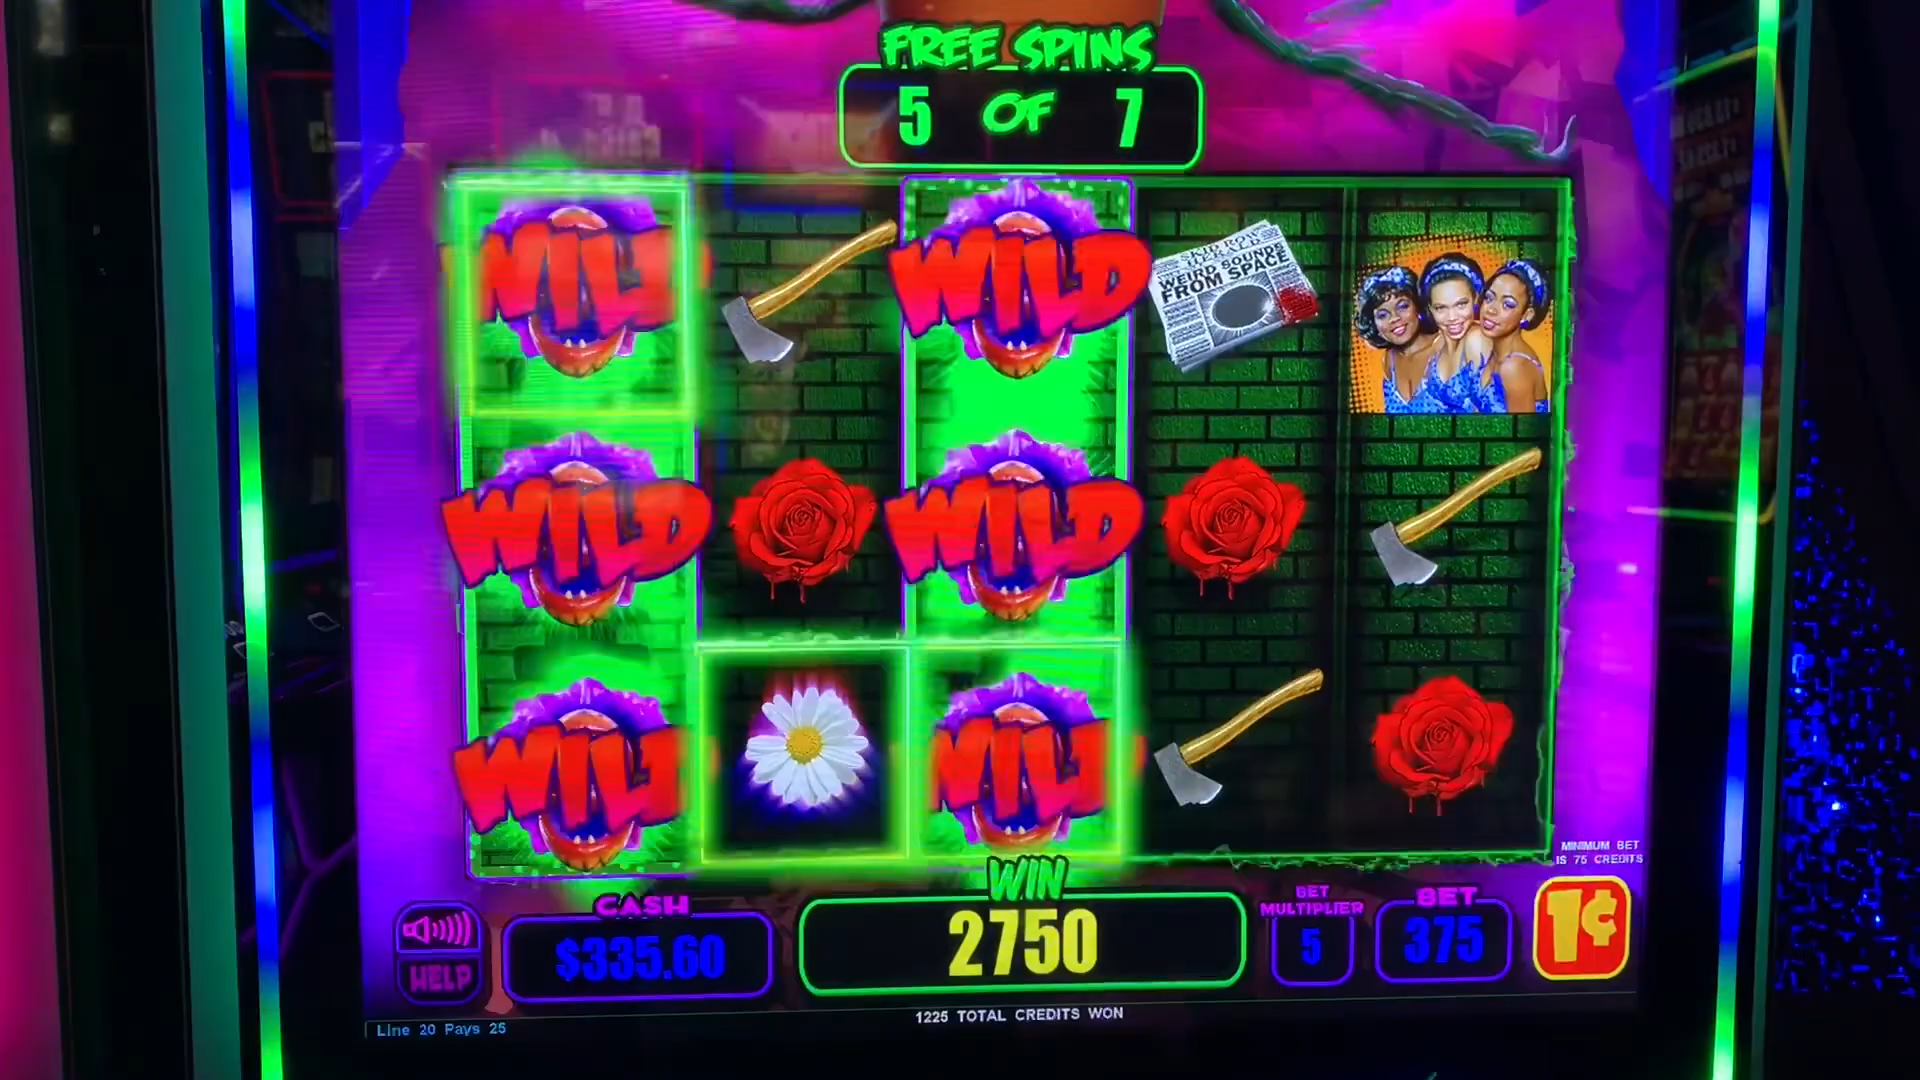 FREE SPINS
5 OF 7
WILD
WILD
SKID ROW
WEIRD SOUNDS
FROM SPACE
WILD
WILD
WILD
WILD
MINIMUM BET
IS 75 CREDITS
CASH
$335.60
HELP
WIN
2750
BET
MULTIPLIER
5
BET
375
1¢
1225 TOTAL CREDITS WON
Line 20 Pays 25